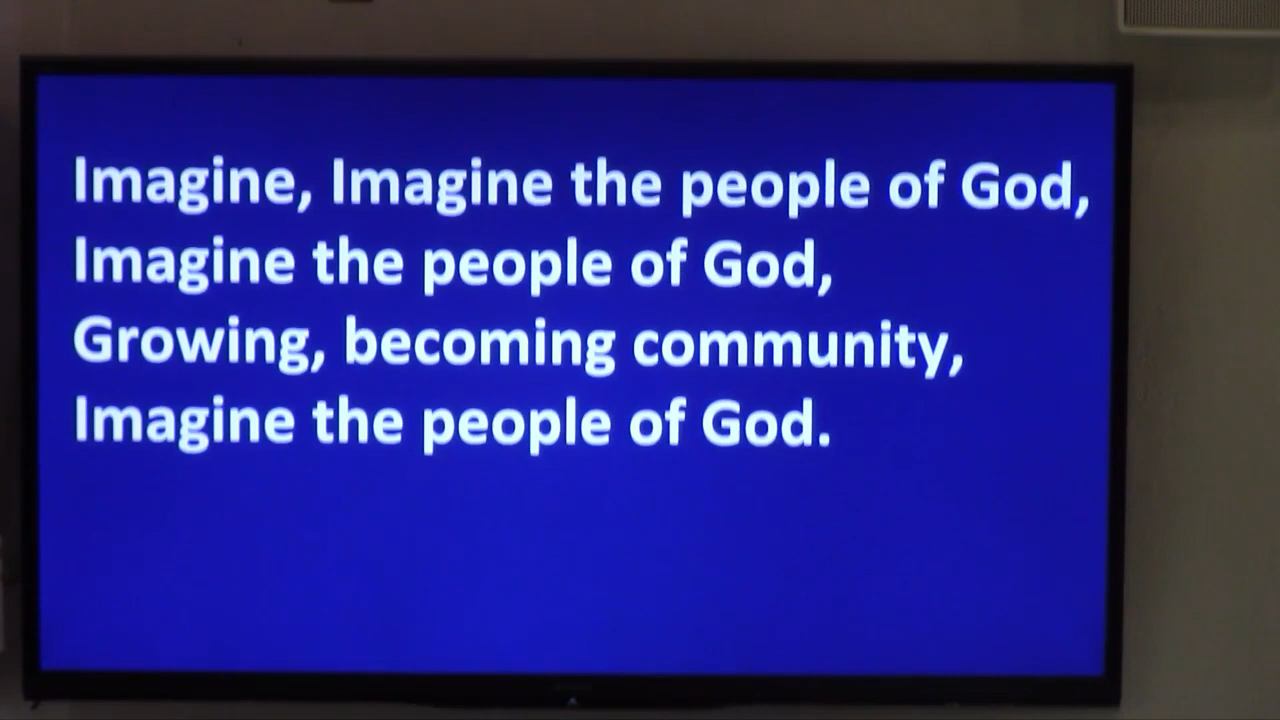 Imagine, Imagine the people of God,
Imagine the people of God,
Growing, becoming community,
Imagine the people of God.